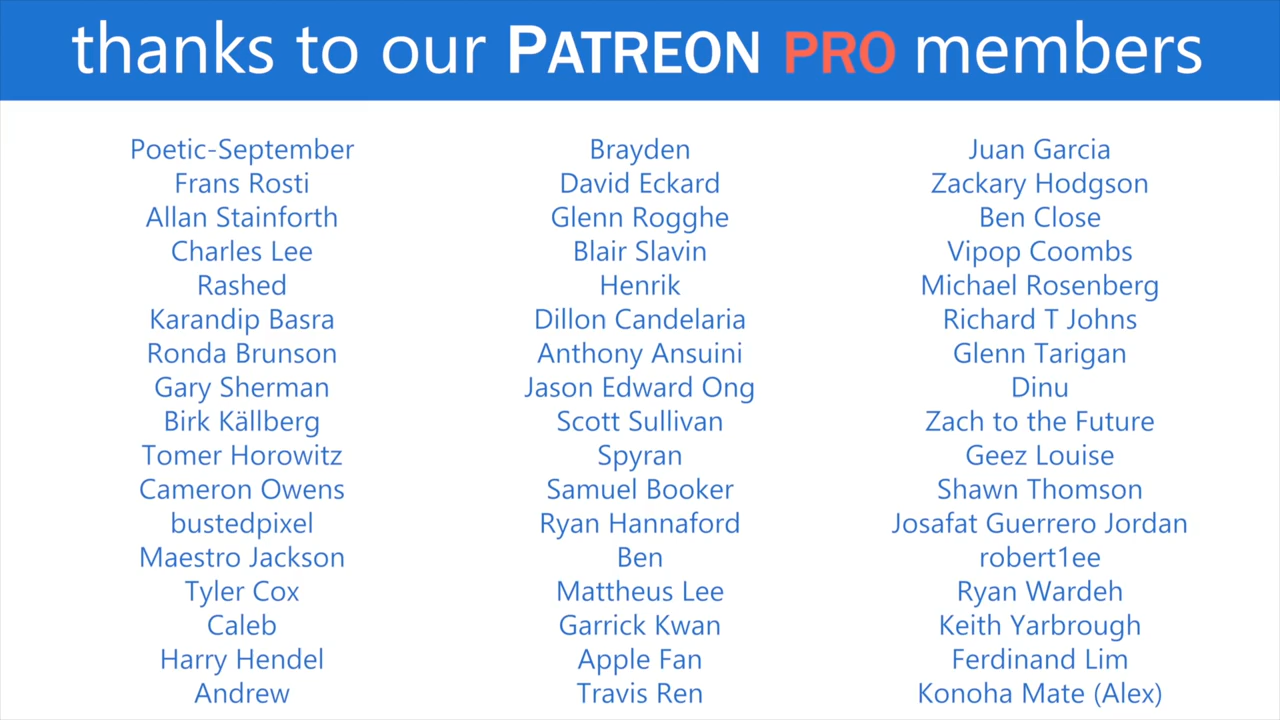 thanks to our PATREON PRO members
Poetic-September
Frans Rosti
Allan Stainforth
Charles Lee
Rashed
Karandip Basra
Ronda Brunson
Gary Sherman
Birk Källberg
Tomer Horowitz
Cameron Owens
bustedpixel
Maestro Jackson
Tyler Cox
Caleb
Harry Hendel
Andrew
Brayden
David Eckard
Glenn Rogghe
Blair Slavin
Henrik
Dillon Candelaria
Anthony Ansuini
Jason Edward Ong
Scott Sullivan
Spyran
Samuel Booker
Ryan Hannaford
Ben
Mattheus Lee
Garrick Kwan
Apple Fan
Travis Ren
Juan Garcia
Zackary Hodgson
Ben Close
Vipop Coombs
Michael Rosenberg
Richard T Johns
Glenn Tarigan
Dinu
Zach to the Future
Geez Louise
Shawn Thomson
Josafat Guerrero Jordan
robert1ee
Ryan Wardeh
Keith Yarbrough
Ferdinand Lim
Konoha Mate (Alex)